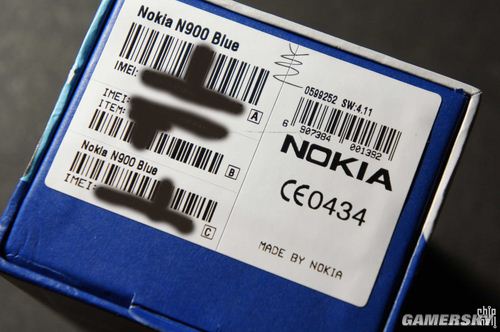 Nokia N900 Blue
IMEI:
A
IMEI:
ITEM:
B
Nokia N900 Blue
IMEI:
C
0599252 SW:4.11
6 907384 001392
NOKIA
CE0434
MADE BY NOKIA
GAMERSKY